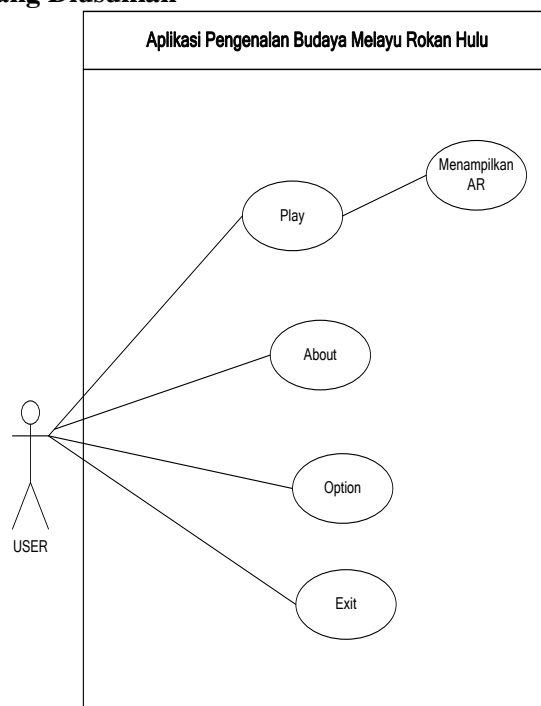 Aplikasi Pengenalan Budaya Melayu Rokan Hulu
Menampilkan
AR
Play
About
Option
Exit
USER